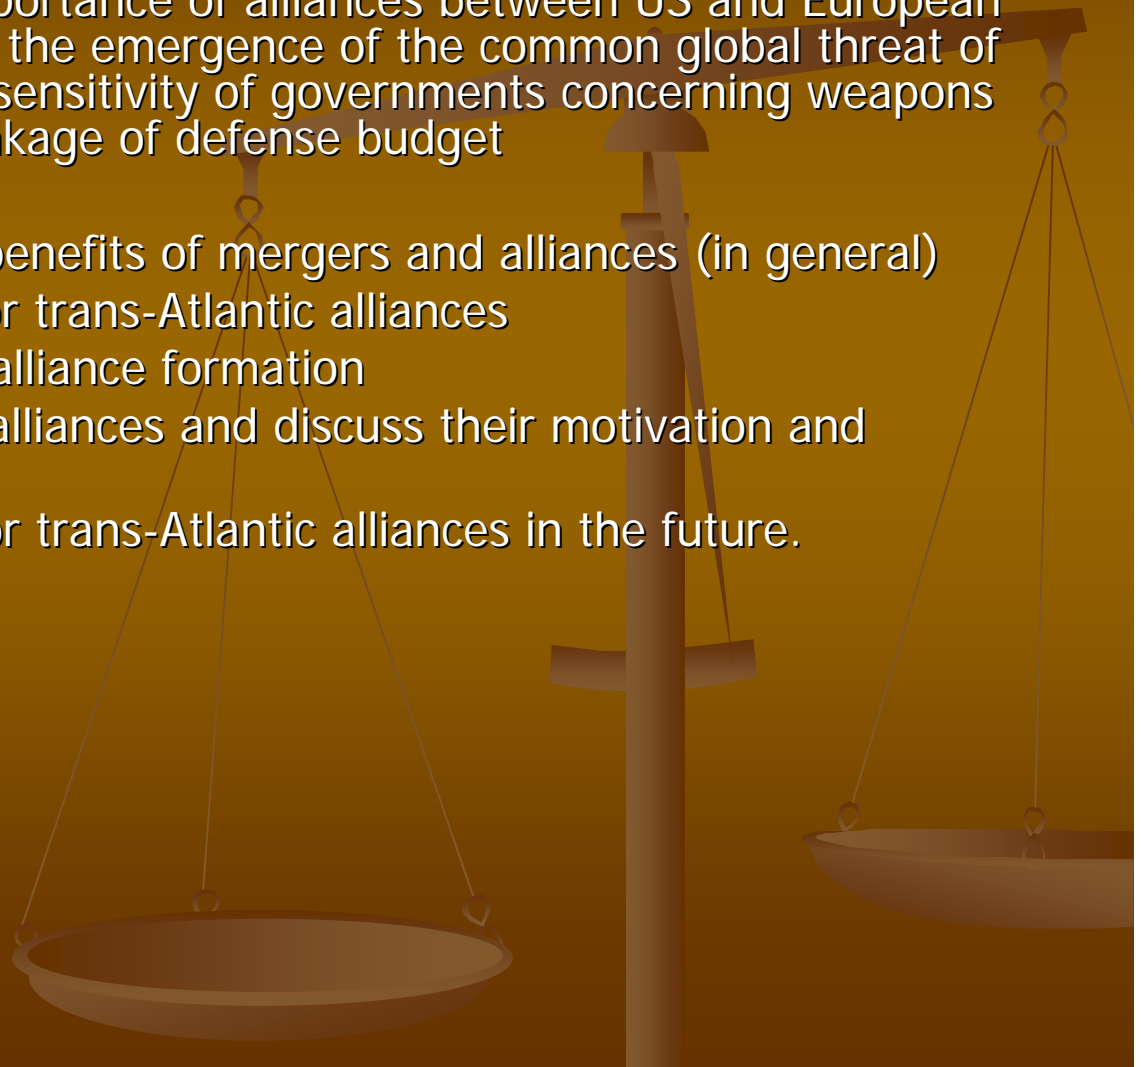 of alliances between US and European
the emergence of the common global threat of
sensitivity of governments concerning weapons
of defense budget
benefits of mergers and alliances (in general)
trans-Atlantic alliances
alliance formation
alliances and discuss their motivation and
trans-Atlantic alliances in the future.